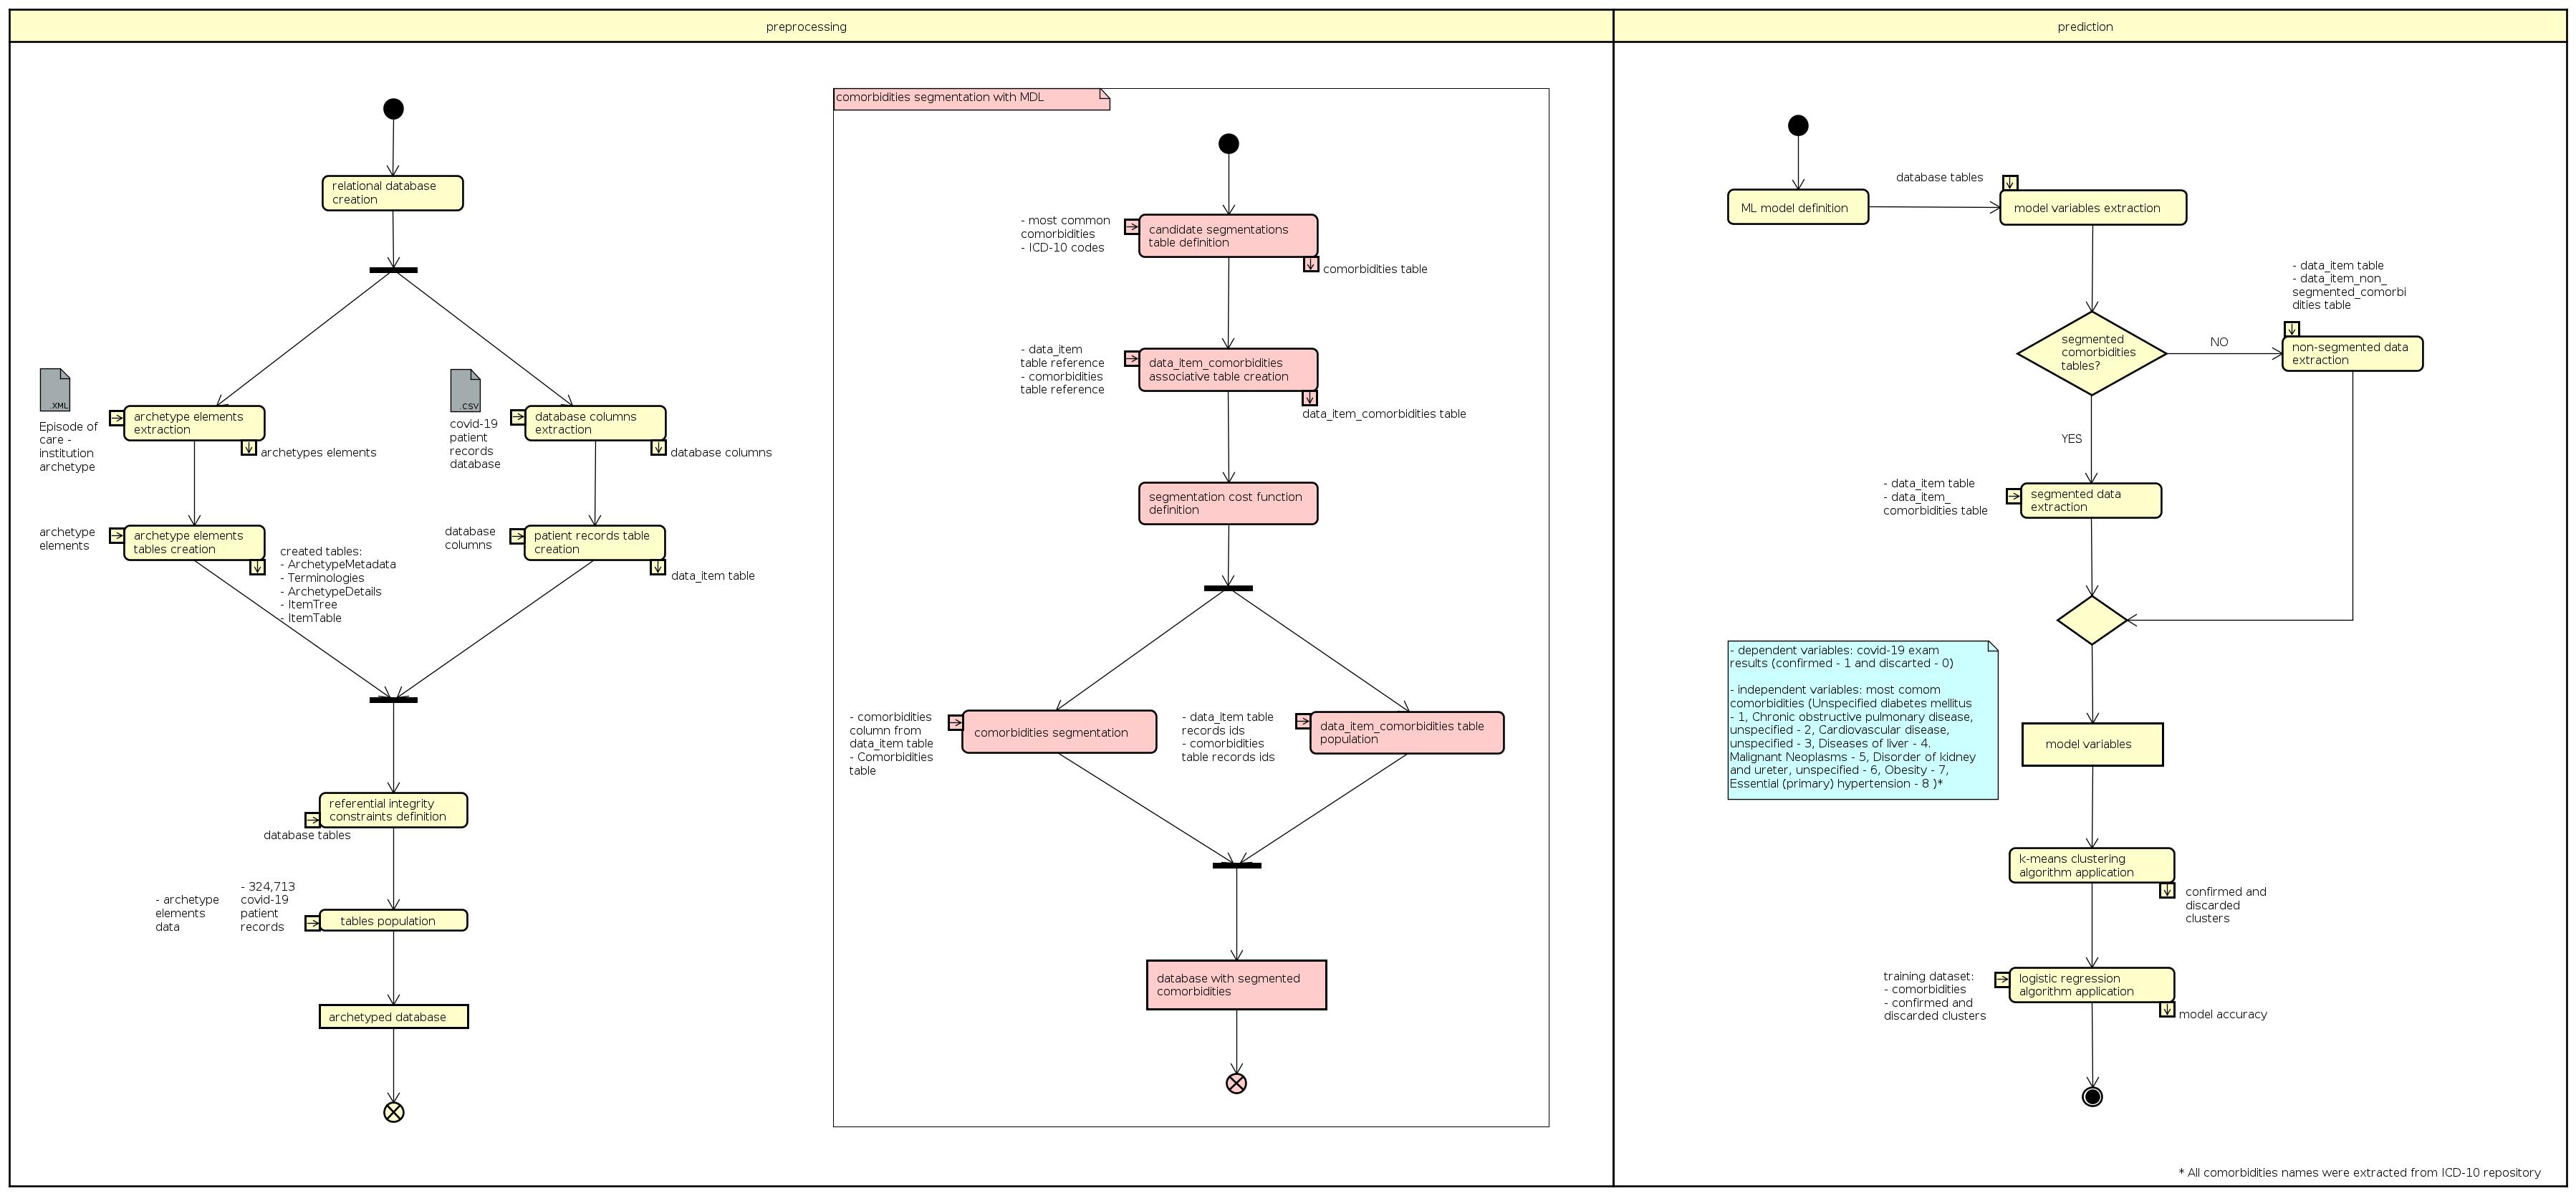 preprocessing
relational database
creation
.XML
Episode of
care -
institution
archetype
archetype elements
extraction
archetypes elements
.CSV
covid-19
patient
records
database
database columns
extraction
database columns
archetype
elements
archetype elements
tables creation
created tables:
- ArchetypeMetadata
- Terminologies
- ArchetypeDetails
- ItemTree
- ItemTable
database
columns
patient records table
creation
data_item table
referential integrity
constraints definition
database tables
- archetype
elements
data
- 324,713
covid-19
patient
records
tables population
archetyped database
comorbidities segmentation with MDL
- most common
comorbidities
- ICD-10 codes
candidate segmentations
table definition
comorbidities table
- data_item
table reference
- comorbidities
table reference
data_item_comorbidities
associative table creation
data_item_comorbidities table
segmentation cost function
definition
- comorbidities
column from
data_item table
- Comorbidities
table
comorbidities segmentation
- data_item table
records ids
- comorbidities
table records ids
data_item_comorbidities table
population
database with segmented
comorbidities
prediction
ML model definition
database tables
model variables extraction
segmented
comorbidities
tables?
NO
- data_item table
- data_item_non_
segmented_comorbi
dities table
non-segmented data
extraction
YES
- data_item table
- data_item_
comorbidities table
segmented data
extraction
- dependent variables: covid-19 exam
results (confirmed - 1 and discarted - 0)
- independent variables: most comom
comorbidities (Unspecified diabetes mellitus
- 1, Chronic obstructive pulmonary disease,
unspecified - 2, Cardiovascular disease,
unspecified - 3, Diseases of liver - 4.
Malignant Neoplasms - 5, Disorder of kidney
and ureter, unspecified - 6, Obesity - 7,
Essential (primary) hypertension - 8 )*
model variables
k-means clustering
algorithm application
confirmed and
discarded
clusters
training dataset:
- comorbidities
- confirmed and
discarded clusters
logistic regression
algorithm application
model accuracy
* All comorbidities names were extracted from ICD-10 repository